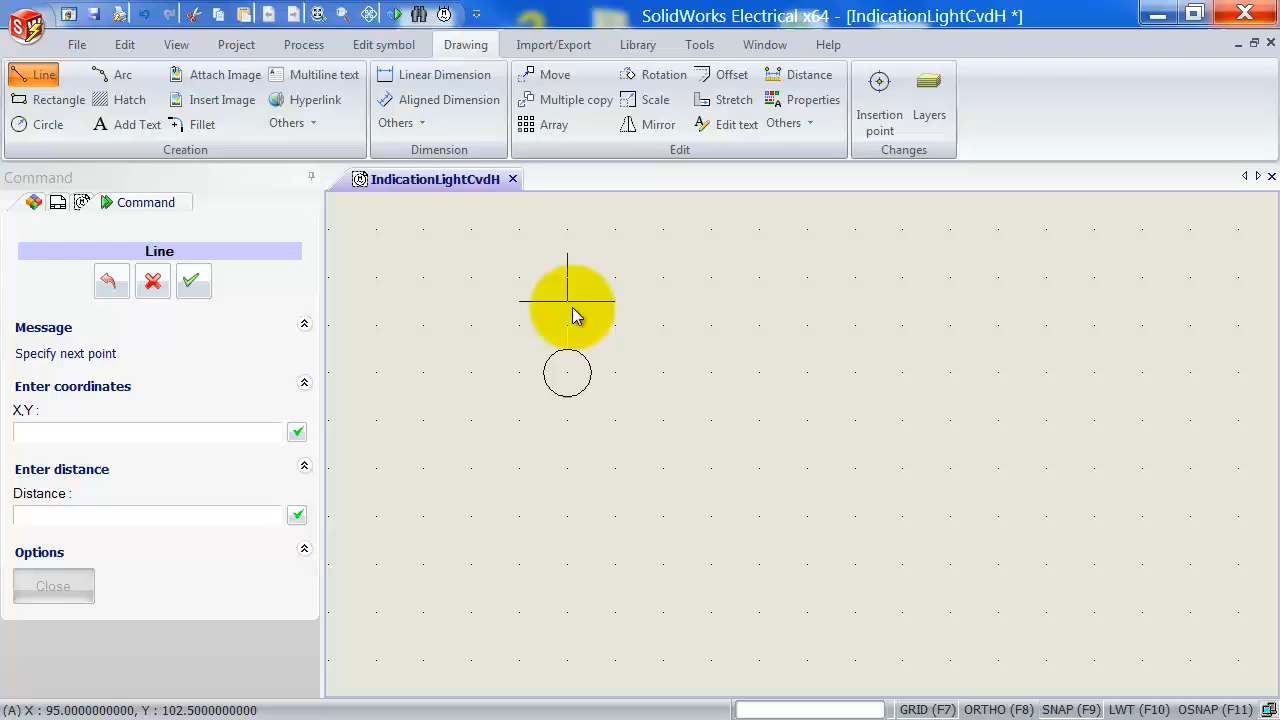 SolidWorks Electrical x64 - [IndicationLightCvdH *]
File Edit View Project Process Edit symbol Drawing Import/Export Library Tools Window Help
Line Arc Attach Image Multiline text Linear Dimension Move Rotation Offset Distance
Rectangle Hatch Insert Image Hyperlink Aligned Dimension Multiple copy Scale Stretch Properties Insertion point Layers
Circle A Add Text Fillet Others Others Array Mirror Edit text Others
Creation Dimension Edit Changes
Command IndicationLightCvdH
Command
Line
Message
Specify next point
Enter coordinates
X,Y :
Enter distance
Distance :
Options
Close
(A) X : 95.0000000000, Y : 102.5000000000 GRID (F7) ORTHO (F8) SNAP (F9) LWT (F10) OSNAP (F11)